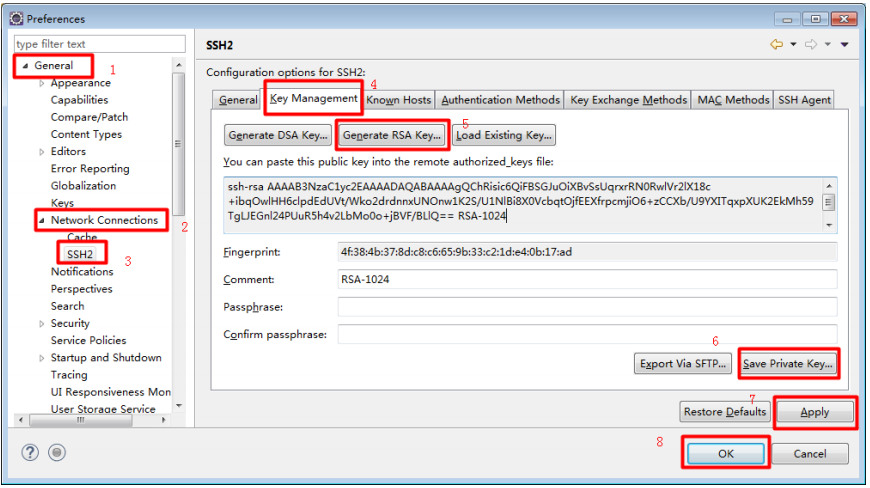 Preferences
type filter text
General
1
Appearance
Capabilities
Compare/Patch
Content Types
Editors
Error Reporting
Globalization
Keys
Network Connections
2
Cache
SSH2
3
Notifications
Perspectives
Search
Security
Service Policies
Startup and Shutdown
Tracing
UI Responsiveness Mon
User Storage Service
SSH2
Configuration options for SSH2:
4
General Key Management Known Hosts Authentication Methods Key Exchange Methods MAC Methods SSH Agent
5
Generate DSA Key... Generate RSA Key... Load Existing Key...
You can paste this public key into the remote authorized_keys file:
ssh-rsa AAAAB3NzaC1yc2EAAAADAQABAAAAgQChRisic6QiFBSGJuOiXBvSsUqrxrRN0RwlVr2lX18c
+ibqOwlHH6clpdEdUVt/Wko2drdnnxUNOnw1K2S/U1NlBi8X0VcbqtOjfEEXfrpcmjiO6+zCCXb/U9YXITqxpXUK2EkMh59
TgLJEGnl24PUuR5h4v2LbMo0o+jBVF/BLlQ== RSA-1024
Fingerprint: 4f:38:4b:37:8d:c8:c6:65:9b:33:c2:1d:e4:0b:17:ad
Comment: RSA-1024
Passphrase:
Confirm passphrase:
6
Export Via SFTP... Save Private Key...
7
Restore Defaults Apply
8
OK Cancel